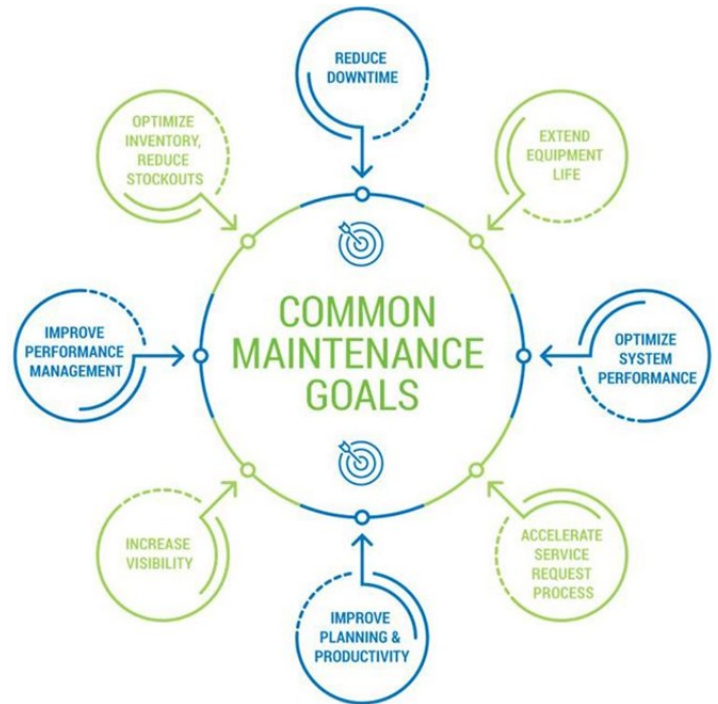 REDUCE
DOWNTIME
OPTIMIZE
INVENTORY,
REDUCE
STOCKOUTS
EXTEND
EQUIPMENT
LIFE
COMMON
MAINTENANCE
GOALS
IMPROVE
PERFORMANCE
MANAGEMENT
OPTIMIZE
SYSTEM
PERFORMANCE
INCREASE
VISIBILITY
ACCELERATE
SERVICE
REQUEST
PROCESS
IMPROVE
PLANNING &
PRODUCTIVITY